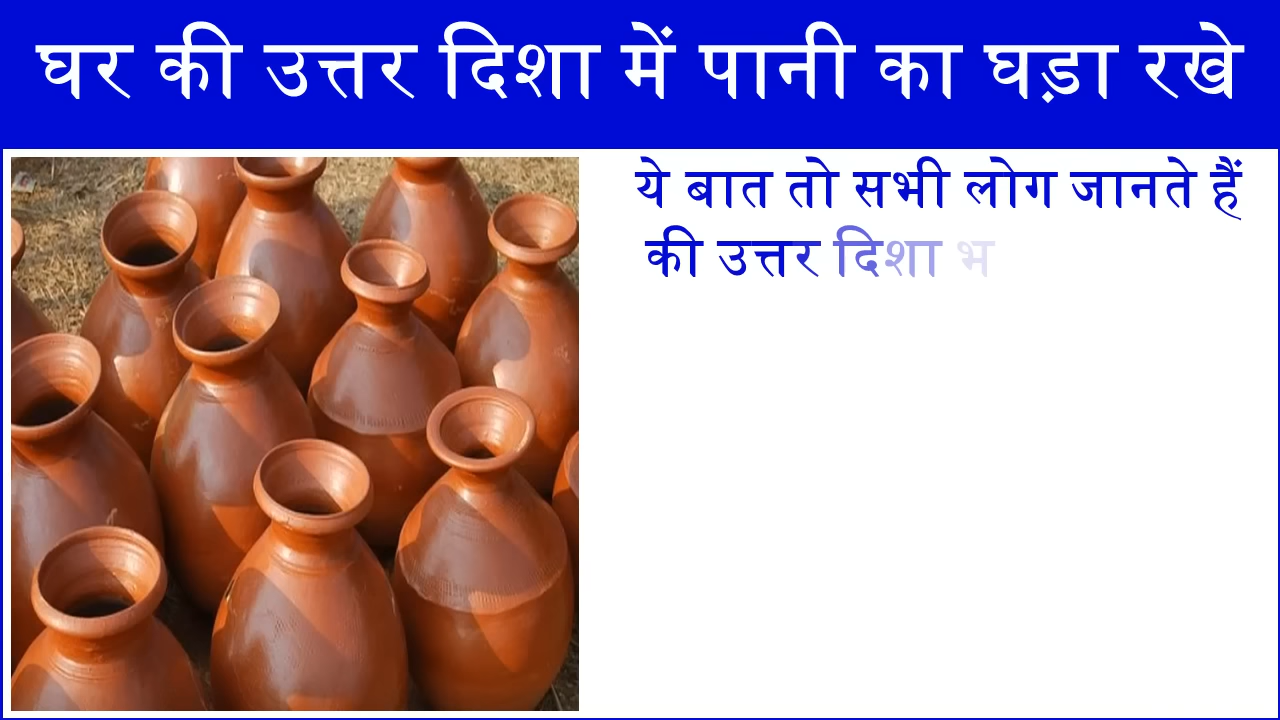 घर की उत्तर दिशा में पानी का घड़ा रखे
ये बात तो सभी लोग जानते हैं
की उत्तर दिशा भ